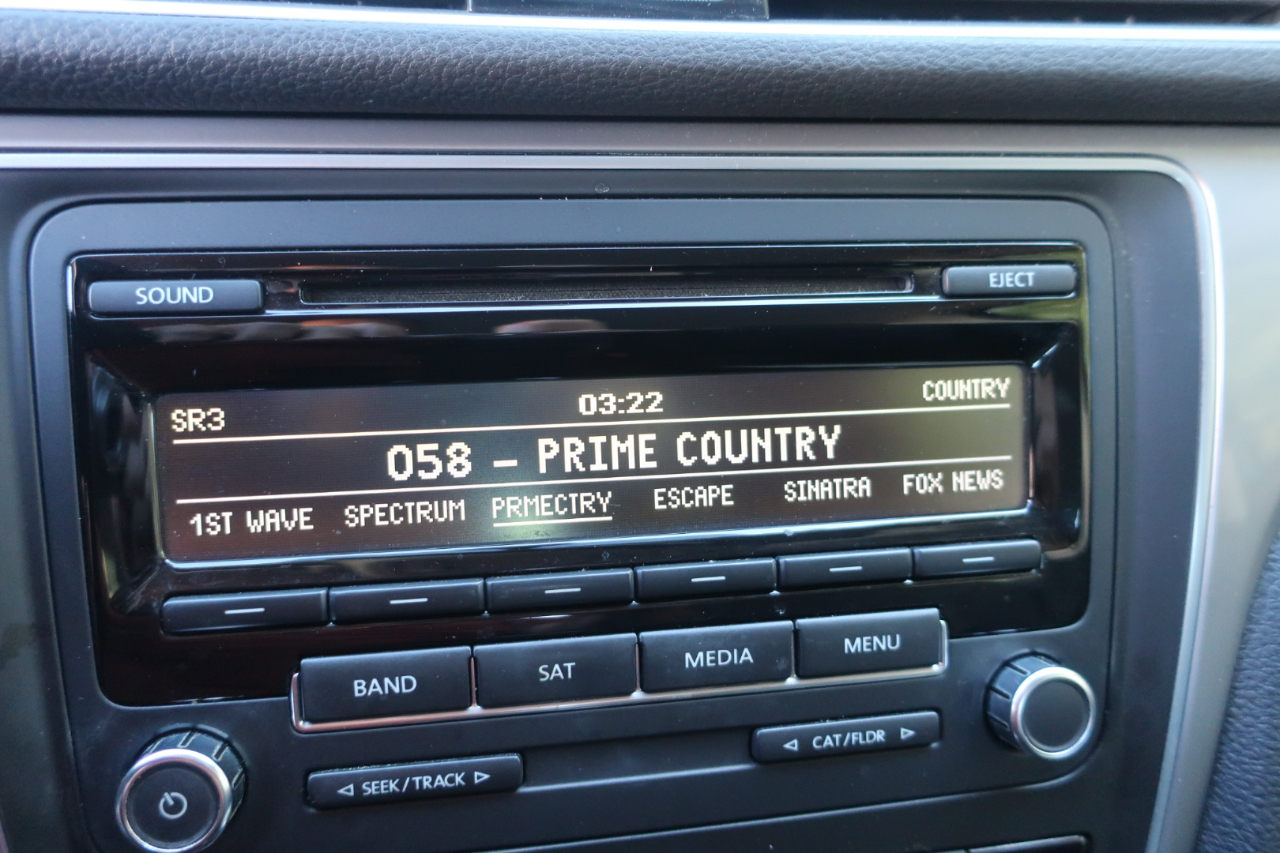 SOUND EJECT
SR3 03:22 COUNTRY
058 - PRIME COUNTRY
1ST WAVE SPECTRUM PRMECTRY ESCAPE SINATRA FOX NEWS
BAND SAT MEDIA MENU
SEEK/TRACK CAT/FLDR